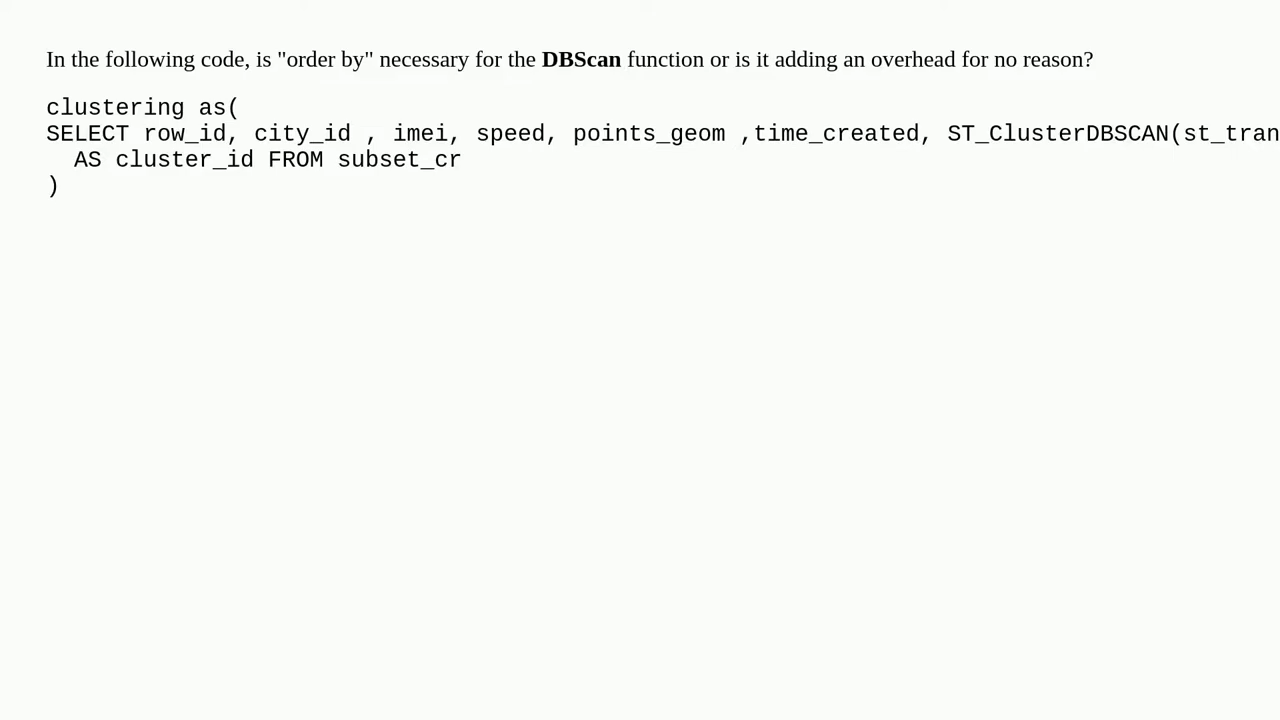 In the following code, is "order by" necessary for the DBScan function or is it adding an overhead for no reason?
clustering as(
SELECT row_id, city_id , imei, speed, points_geom ,time_created, ST_ClusterDBSCAN(st_tran
AS cluster_id FROM subset_cr
)